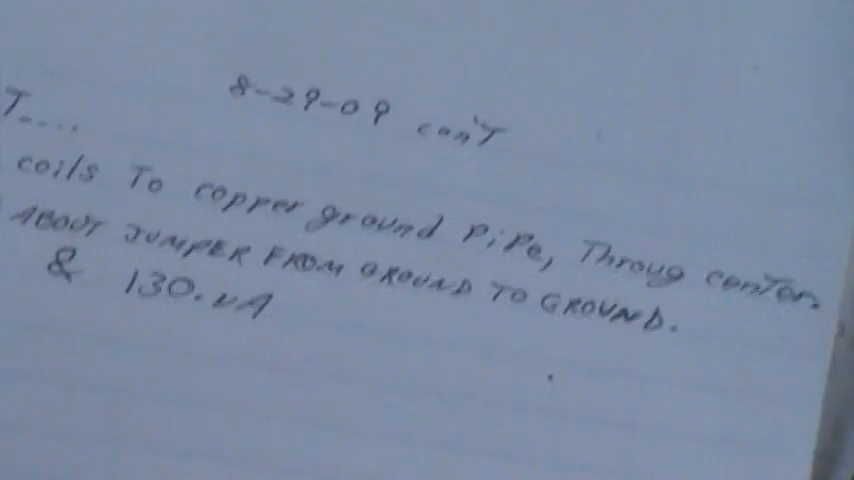 8-29-09 con'T
T....
coils To copper ground PiPe, Throug center.
ABOUT JUMPER FROM GROUND TO GROUND.
& 130.uA